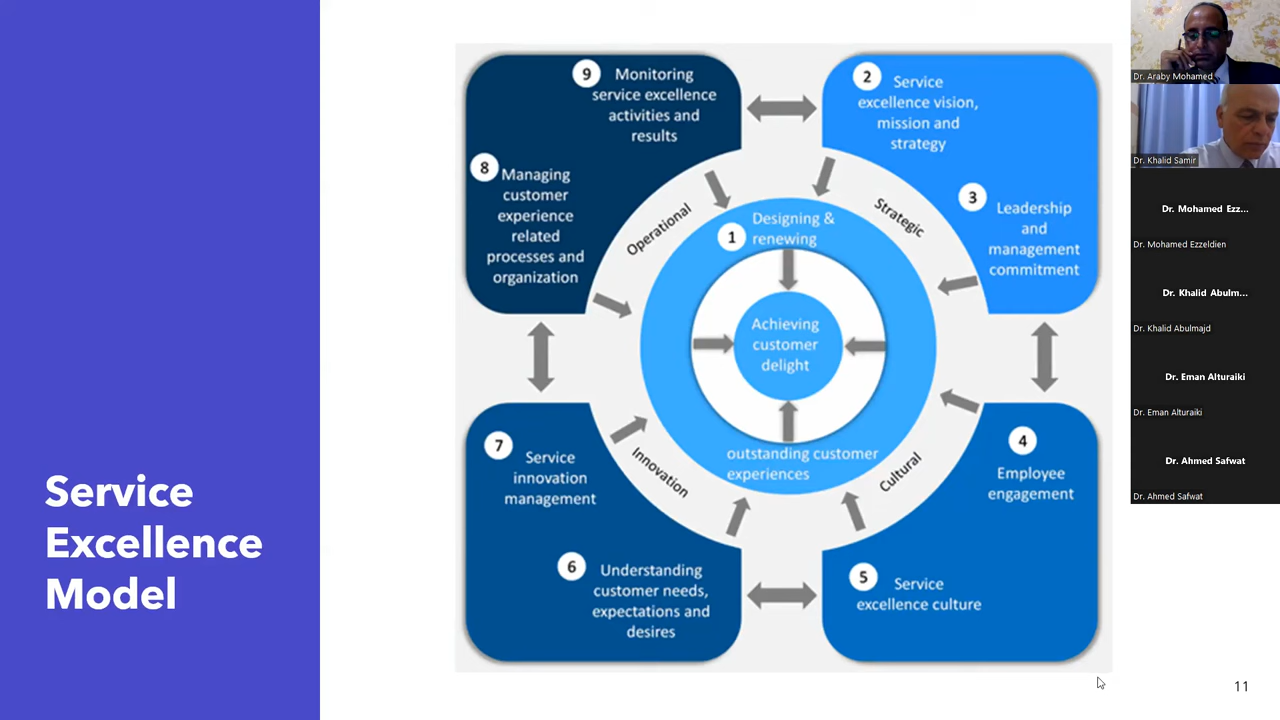 Service
Excellence
Model
9
Monitoring
service excellence
activities and
results
8
Managing
customer
experience
related
processes and
organization
2
Service
excellence vision,
mission and
strategy
3
Leadership
and
management
commitment
Operational
Strategic
1
Designing &
renewing
Achieving
customer
delight
outstanding customer
experiences
Innovation
Cultural
7
Service
innovation
management
6
Understanding
customer needs,
expectations and
desires
4
Employee
engagement
5
Service
excellence culture
11
Dr. Araby Mohamed
Dr. Khalid Samir
Dr. Mohamed Ezz...
Dr. Mohamed Ezzeldien
Dr. Khalid Abulm...
Dr. Khalid Abulmajd
Dr. Eman Alturaiki
Dr. Eman Alturaiki
Dr. Ahmed Safwat
Dr. Ahmed Safwat